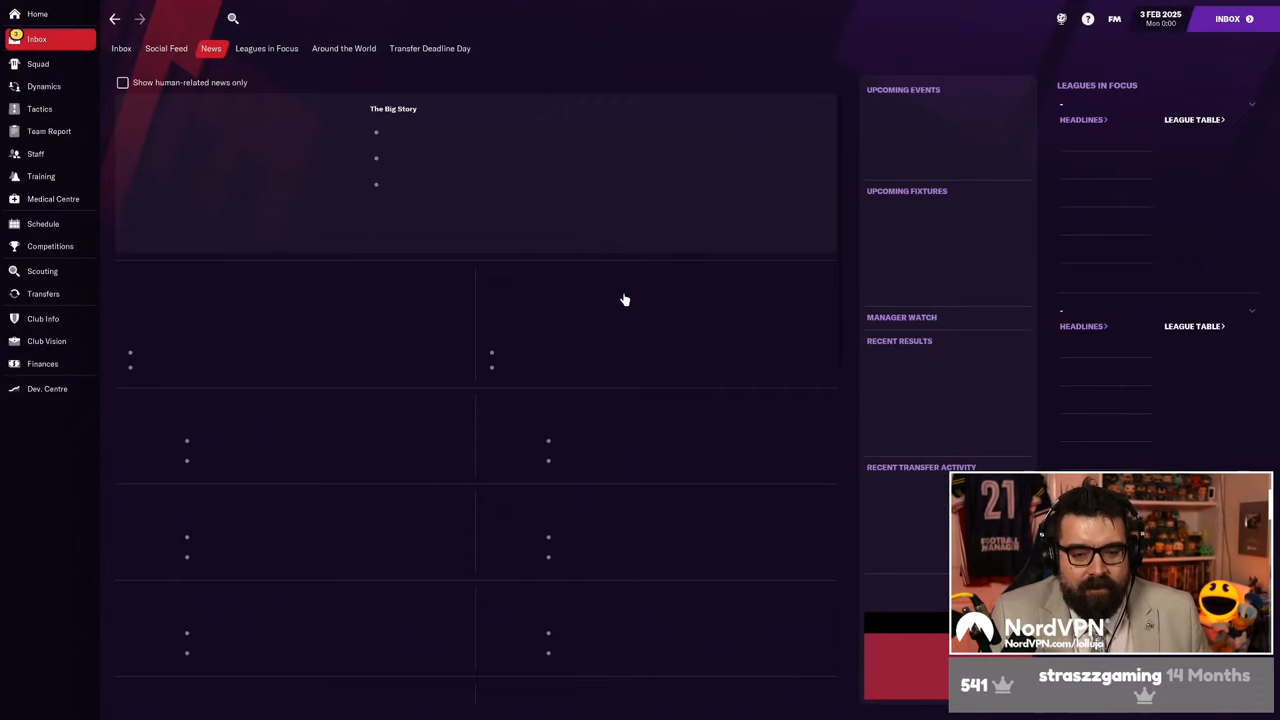 Home
3 FEB 2025
Mon 0:00
FM
INBOX
2
Inbox
Inbox
Social Feed
News
Leagues in Focus
Around the World
Transfer Deadline Day
Squad
Dynamics
Tactics
Team Report
Staff
Training
Medical Centre
Schedule
Competitions
Scouting
Transfers
Club Info
Club Vision
Finances
Dev. Centre
Show human-related news only
The Big Story
UPCOMING EVENTS
UPCOMING FIXTURES
MANAGER WATCH
RECENT RESULTS
RECENT TRANSFER ACTIVITY
LEAGUES IN FOCUS
-
HEADLINES >
LEAGUE TABLE >
-
HEADLINES >
LEAGUE TABLE >
21
FOOTBALL
MANAGER
NordVPN®
NordVPN.com/lolluja
541
straszzgaming 14 Months